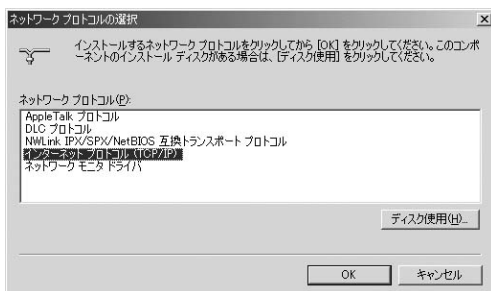 ネットワーク プロトコルの選択
インストールするネットワーク プロトコルをクリックしてから [OK] をクリックしてください。このコンポ
ーネントのインストール ディスクがある場合は、[ディスク使用] をクリックしてください。
ネットワーク プロトコル(P):
AppleTalk プロトコル
DLC プロトコル
NWLink IPX/SPX/NetBIOS 互換トランスポート プロトコル
インターネット プロトコル (TCP/IP)
ネットワーク モニタ ドライバ
ディスク使用(H)...
OK
キャンセル